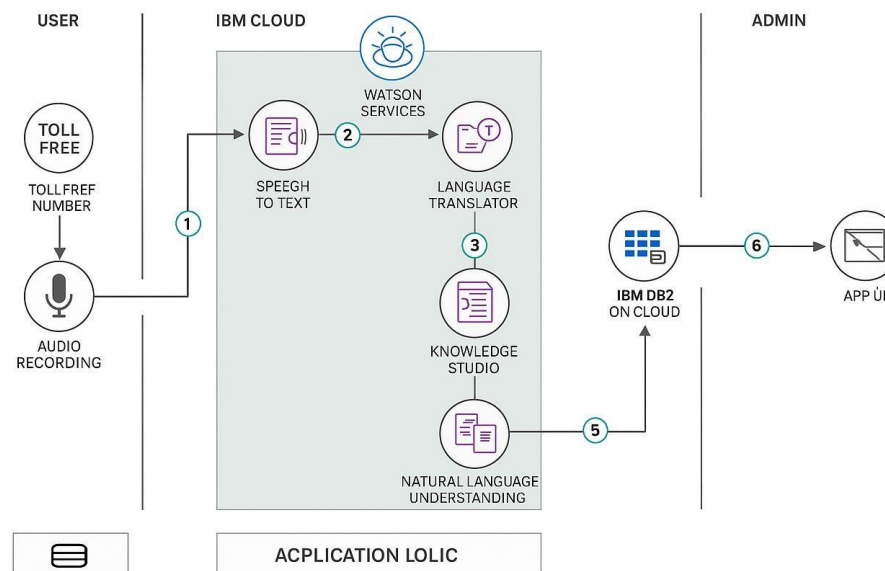 USER
IBM CLOUD
ADMIN
WATSON
SERVICES
TOLL
FREE
TOLLFREF
NUMBER
1
2
SPEEGH
TO TEXT
T
LANGUAGE
TRANSLATOR
3
KNOWLEDGE
STUDIO
NATURAL LANGUAGE
UNDERSTANDING
AUDIO
RECORDING
5
IBM DB2
ON CLOUD
6
APP
ACPLICATION LOLIC